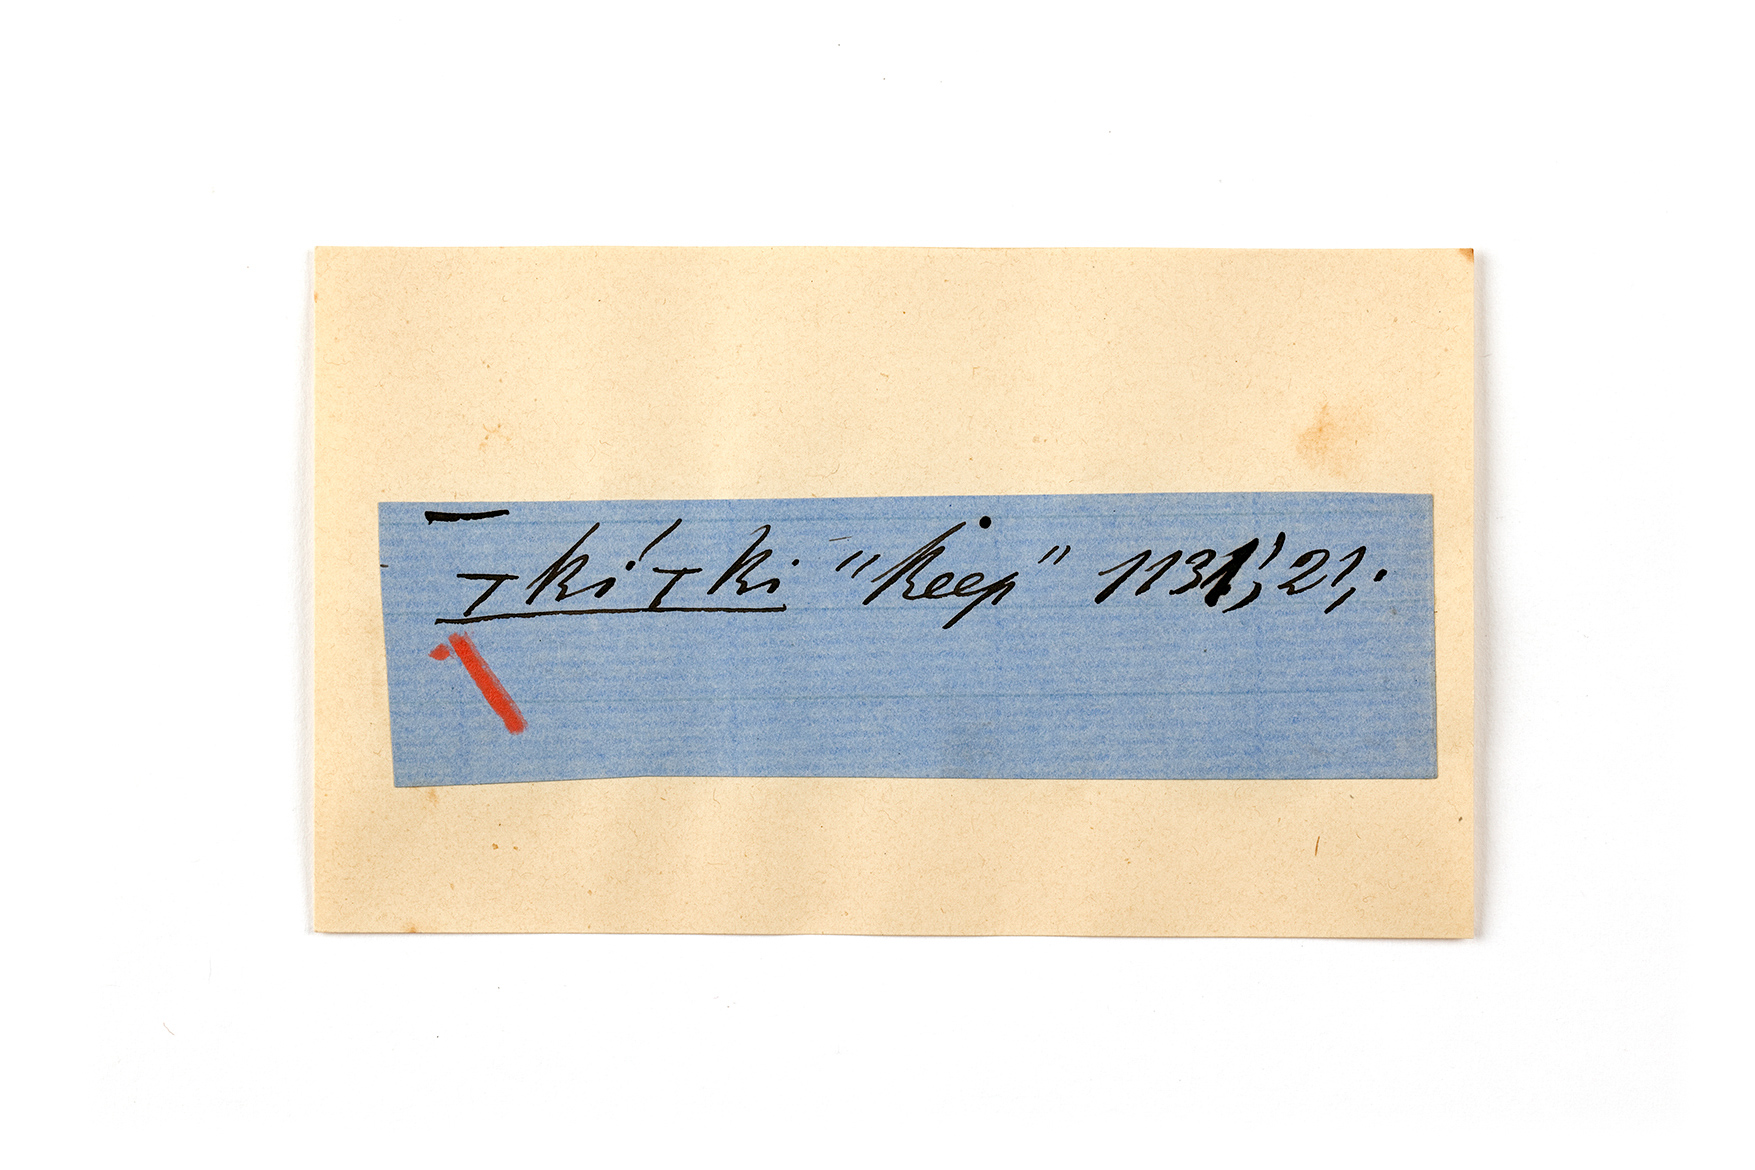 Tki'Tki "keep" 1131', 21,